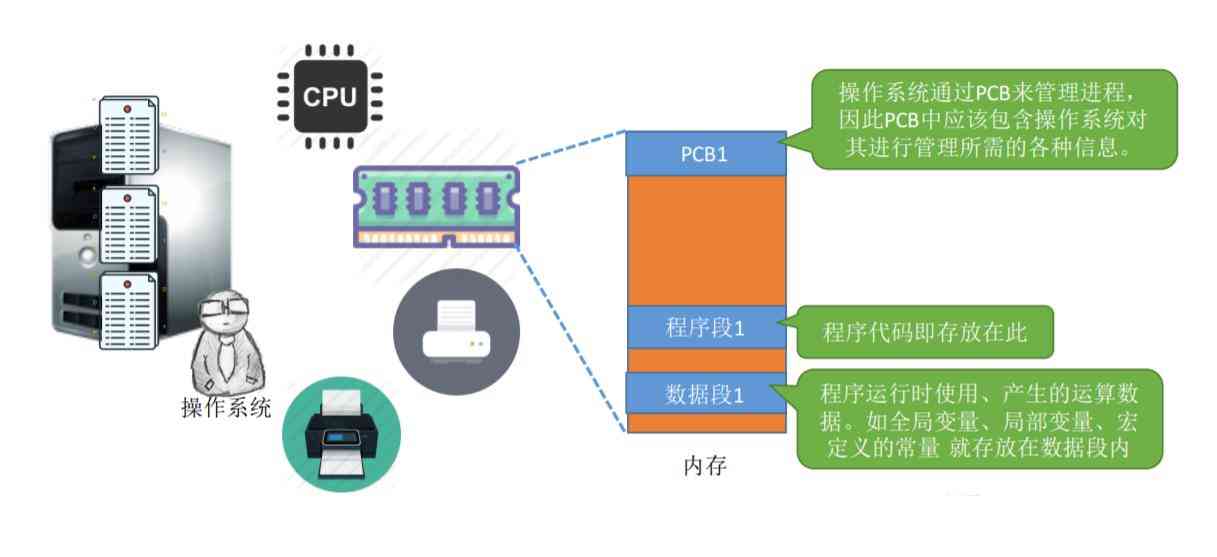 CPU
操作系统通过PCB来管理进程，
因此PCB中应该包含操作系统对
其进行管理所需的各种信息。
PCB1
程序段1
程序代码即存放在此
数据段1
程序运行时使用、产生的运算数
据。如全局变量、局部变量、宏
定义的常量 就存放在数据段内
操作系统
内存